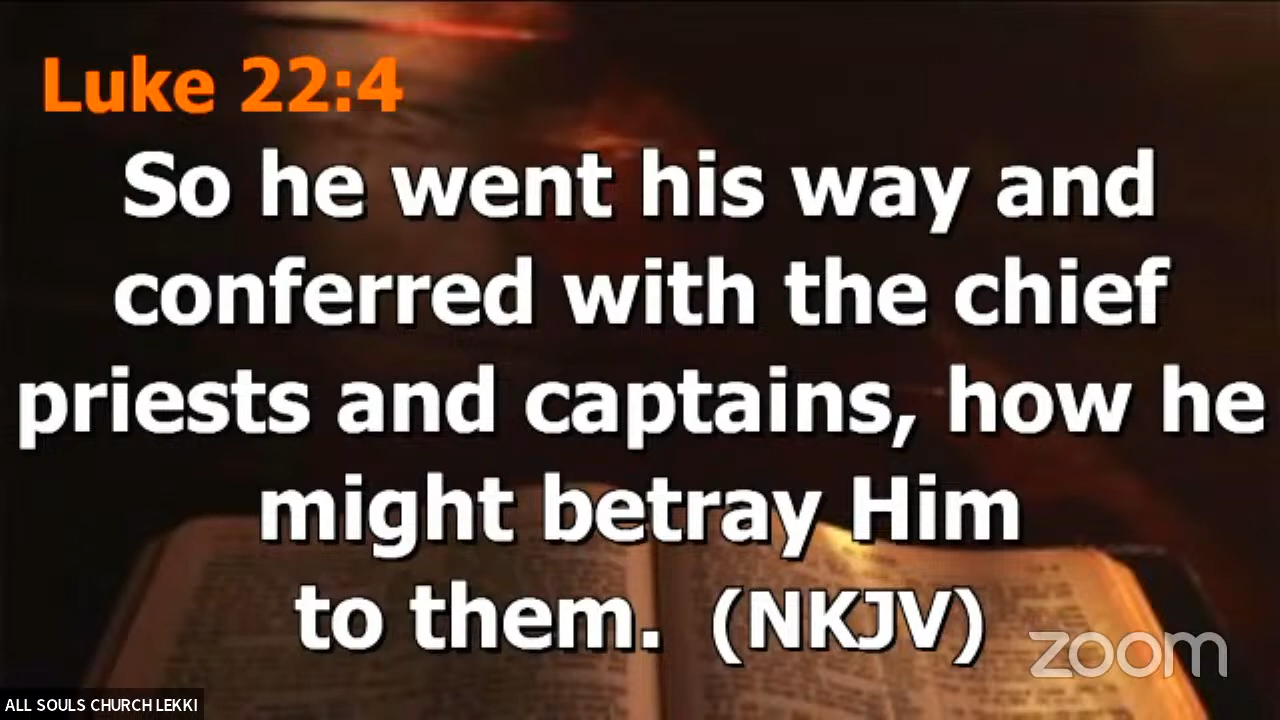 Luke 22:4
So he went his way and
conferred with the chief
priests and captains, how he
might betray Him
to them. (NKJV)
zoom
ALL SOULS CHURCH LEKKI